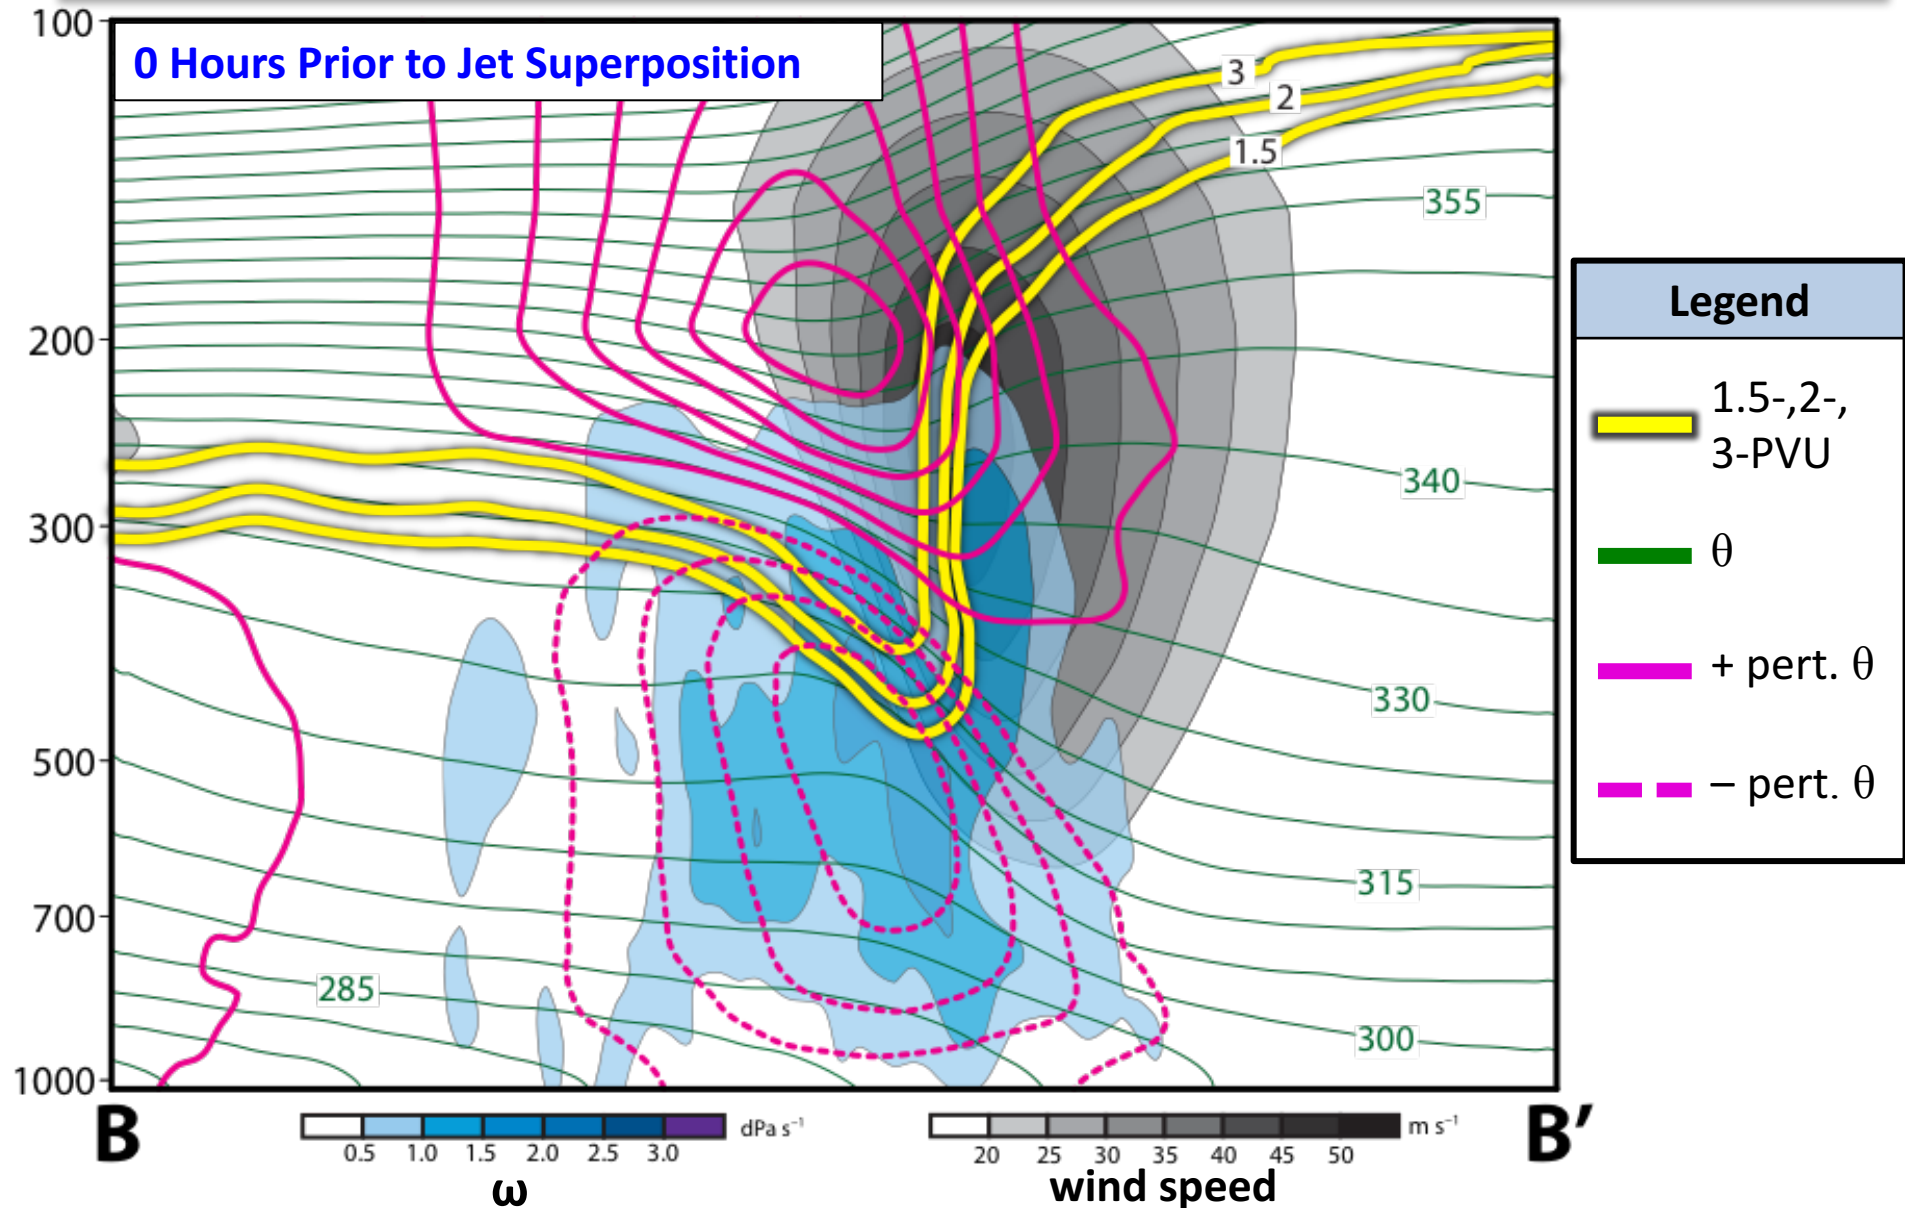 100
0 Hours Prior to Jet Superposition
3
2
1.5
355
200
Legend
1.5-,2-,
3-PVU
340
300
θ
+ pert. θ
330
500
– pert. θ
315
700
285
300
1000
B
B′
dPa s⁻¹
m s⁻¹
0.5 1.0 1.5 2.0 2.5 3.0
20 25 30 35 40 45 50
ω
wind speed